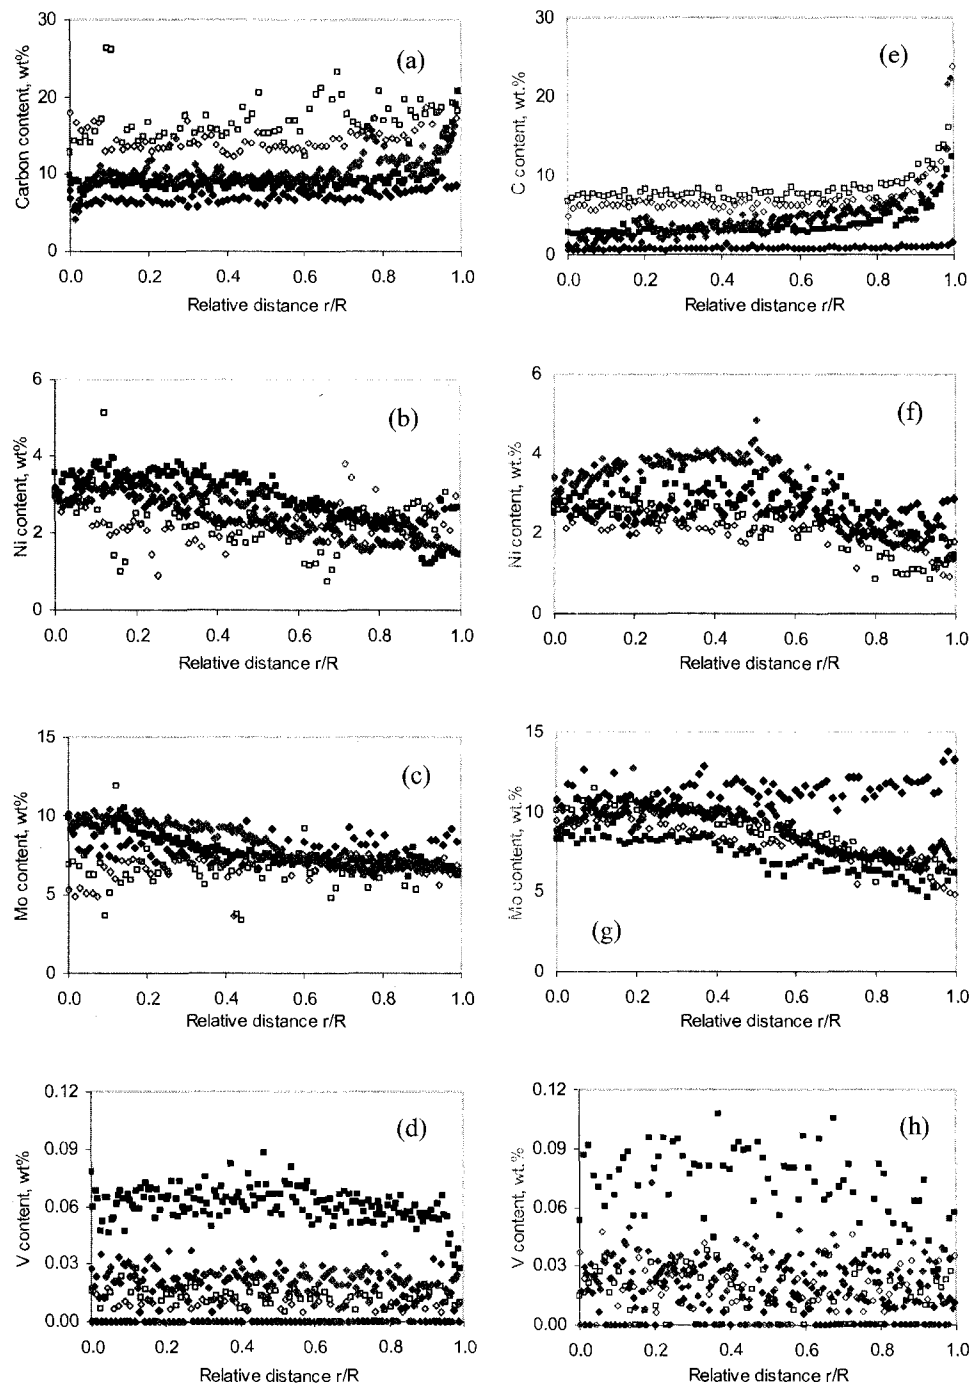 30
20
10
0
Carbon content, wt%
(a)
0.0 0.2 0.4 0.6 0.8 1.0
Relative distance r/R
30
20
10
0
C content, wt.%
(e)
0.0 0.2 0.4 0.6 0.8 1.0
Relative distance r/R
6
4
2
0
Ni content, wt%
(b)
0.0 0.2 0.4 0.6 0.8 1.0
Relative distance r/R
6
4
2
0
Ni content, wt.%
(f)
0.0 0.2 0.4 0.6 0.8 1.0
Relative distance r/R
15
10
5
0
Mo content, wt%
(c)
0.0 0.2 0.4 0.6 0.8 1.0
Relative distance r/R
15
10
5
0
Mo content, wt.%
(g)
0.0 0.2 0.4 0.6 0.8 1.0
Relative distance r/R
0.12
0.09
0.06
0.03
0.00
V content, wt%
(d)
0.0 0.2 0.4 0.6 0.8 1.0
Relative distance r/R
0.12
0.09
0.06
0.03
0.00
V content, wt.%
(h)
0.0 0.2 0.4 0.6 0.8 1.0
Relative distance r/R